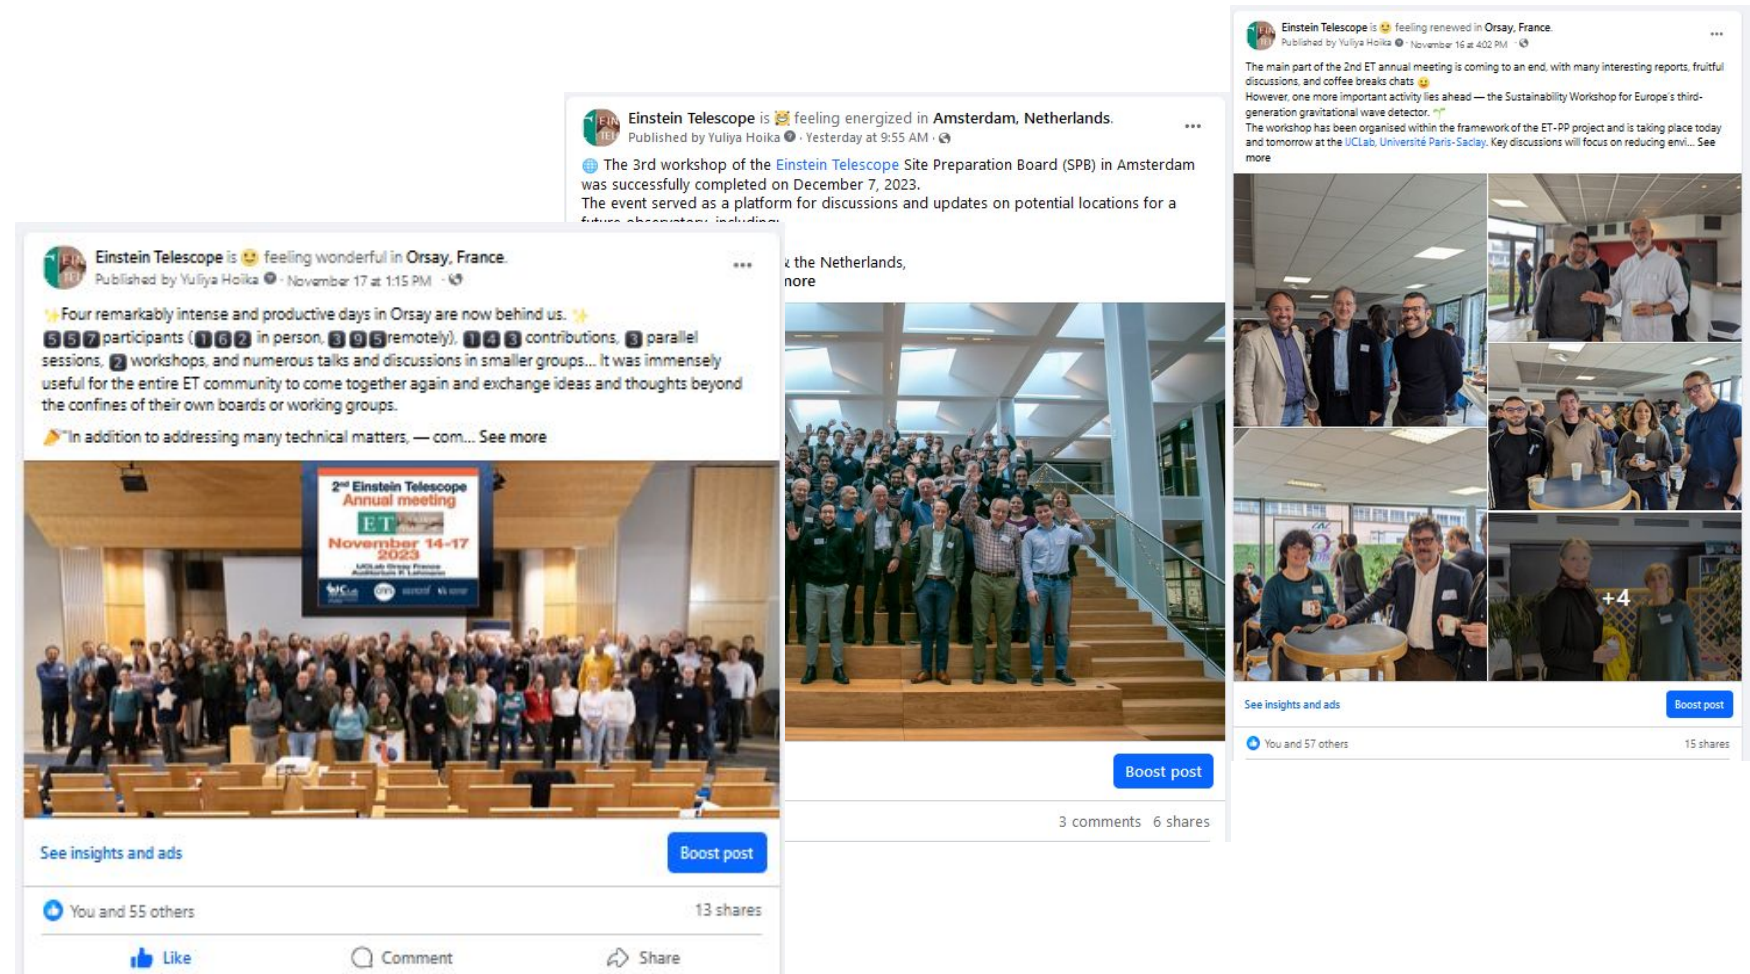 Einstein Telescope is feeling wonderful in Orsay, France.
Published by Yuliya Hoika · November 17 at 1:15 PM ·
✨Four remarkably intense and productive days in Orsay are now behind us. ✨
557 participants (162 in person, 395 remotely), 143 contributions, 3 parallel
sessions, 2 workshops, and numerous talks and discussions in smaller groups... It was immensely
useful for the entire ET community to come together again and exchange ideas and thoughts beyond
the confines of their own boards or working groups.
🎉"In addition to addressing many technical matters, — com... See more
2nd Einstein Telescope
Annual meeting
ET
November 14-17
2023
IJCLab Orsay France
Auditorium P. Lehmann
See insights and ads
Boost post
You and 55 others
13 shares
Like
Comment
Share
Einstein Telescope is feeling energized in Amsterdam, Netherlands.
Published by Yuliya Hoika · Yesterday at 9:55 AM ·
🌐 The 3rd workshop of the Einstein Telescope Site Preparation Board (SPB) in Amsterdam
was successfully completed on December 7, 2023.
The event served as a platform for discussions and updates on potential locations for a
future observatory, including:
& the Netherlands,
more
Boost post
3 comments 6 shares
Einstein Telescope is feeling renewed in Orsay, France.
Published by Yuliya Hoika · November 16 at 4:02 PM ·
The main part of the 2nd ET annual meeting is coming to an end, with many interesting reports, fruitful
discussions, and coffee breaks chats 😀
However, one more important activity lies ahead — the Sustainability Workshop for Europe's third-
generation gravitational wave detector. 🌱
The workshop has been organised within the framework of the ET-PP project and is taking place today
and tomorrow at the IJCLab, Université Paris-Saclay. Key discussions will focus on reducing envi... See
more
+4
See insights and ads
Boost post
You and 57 others
15 shares